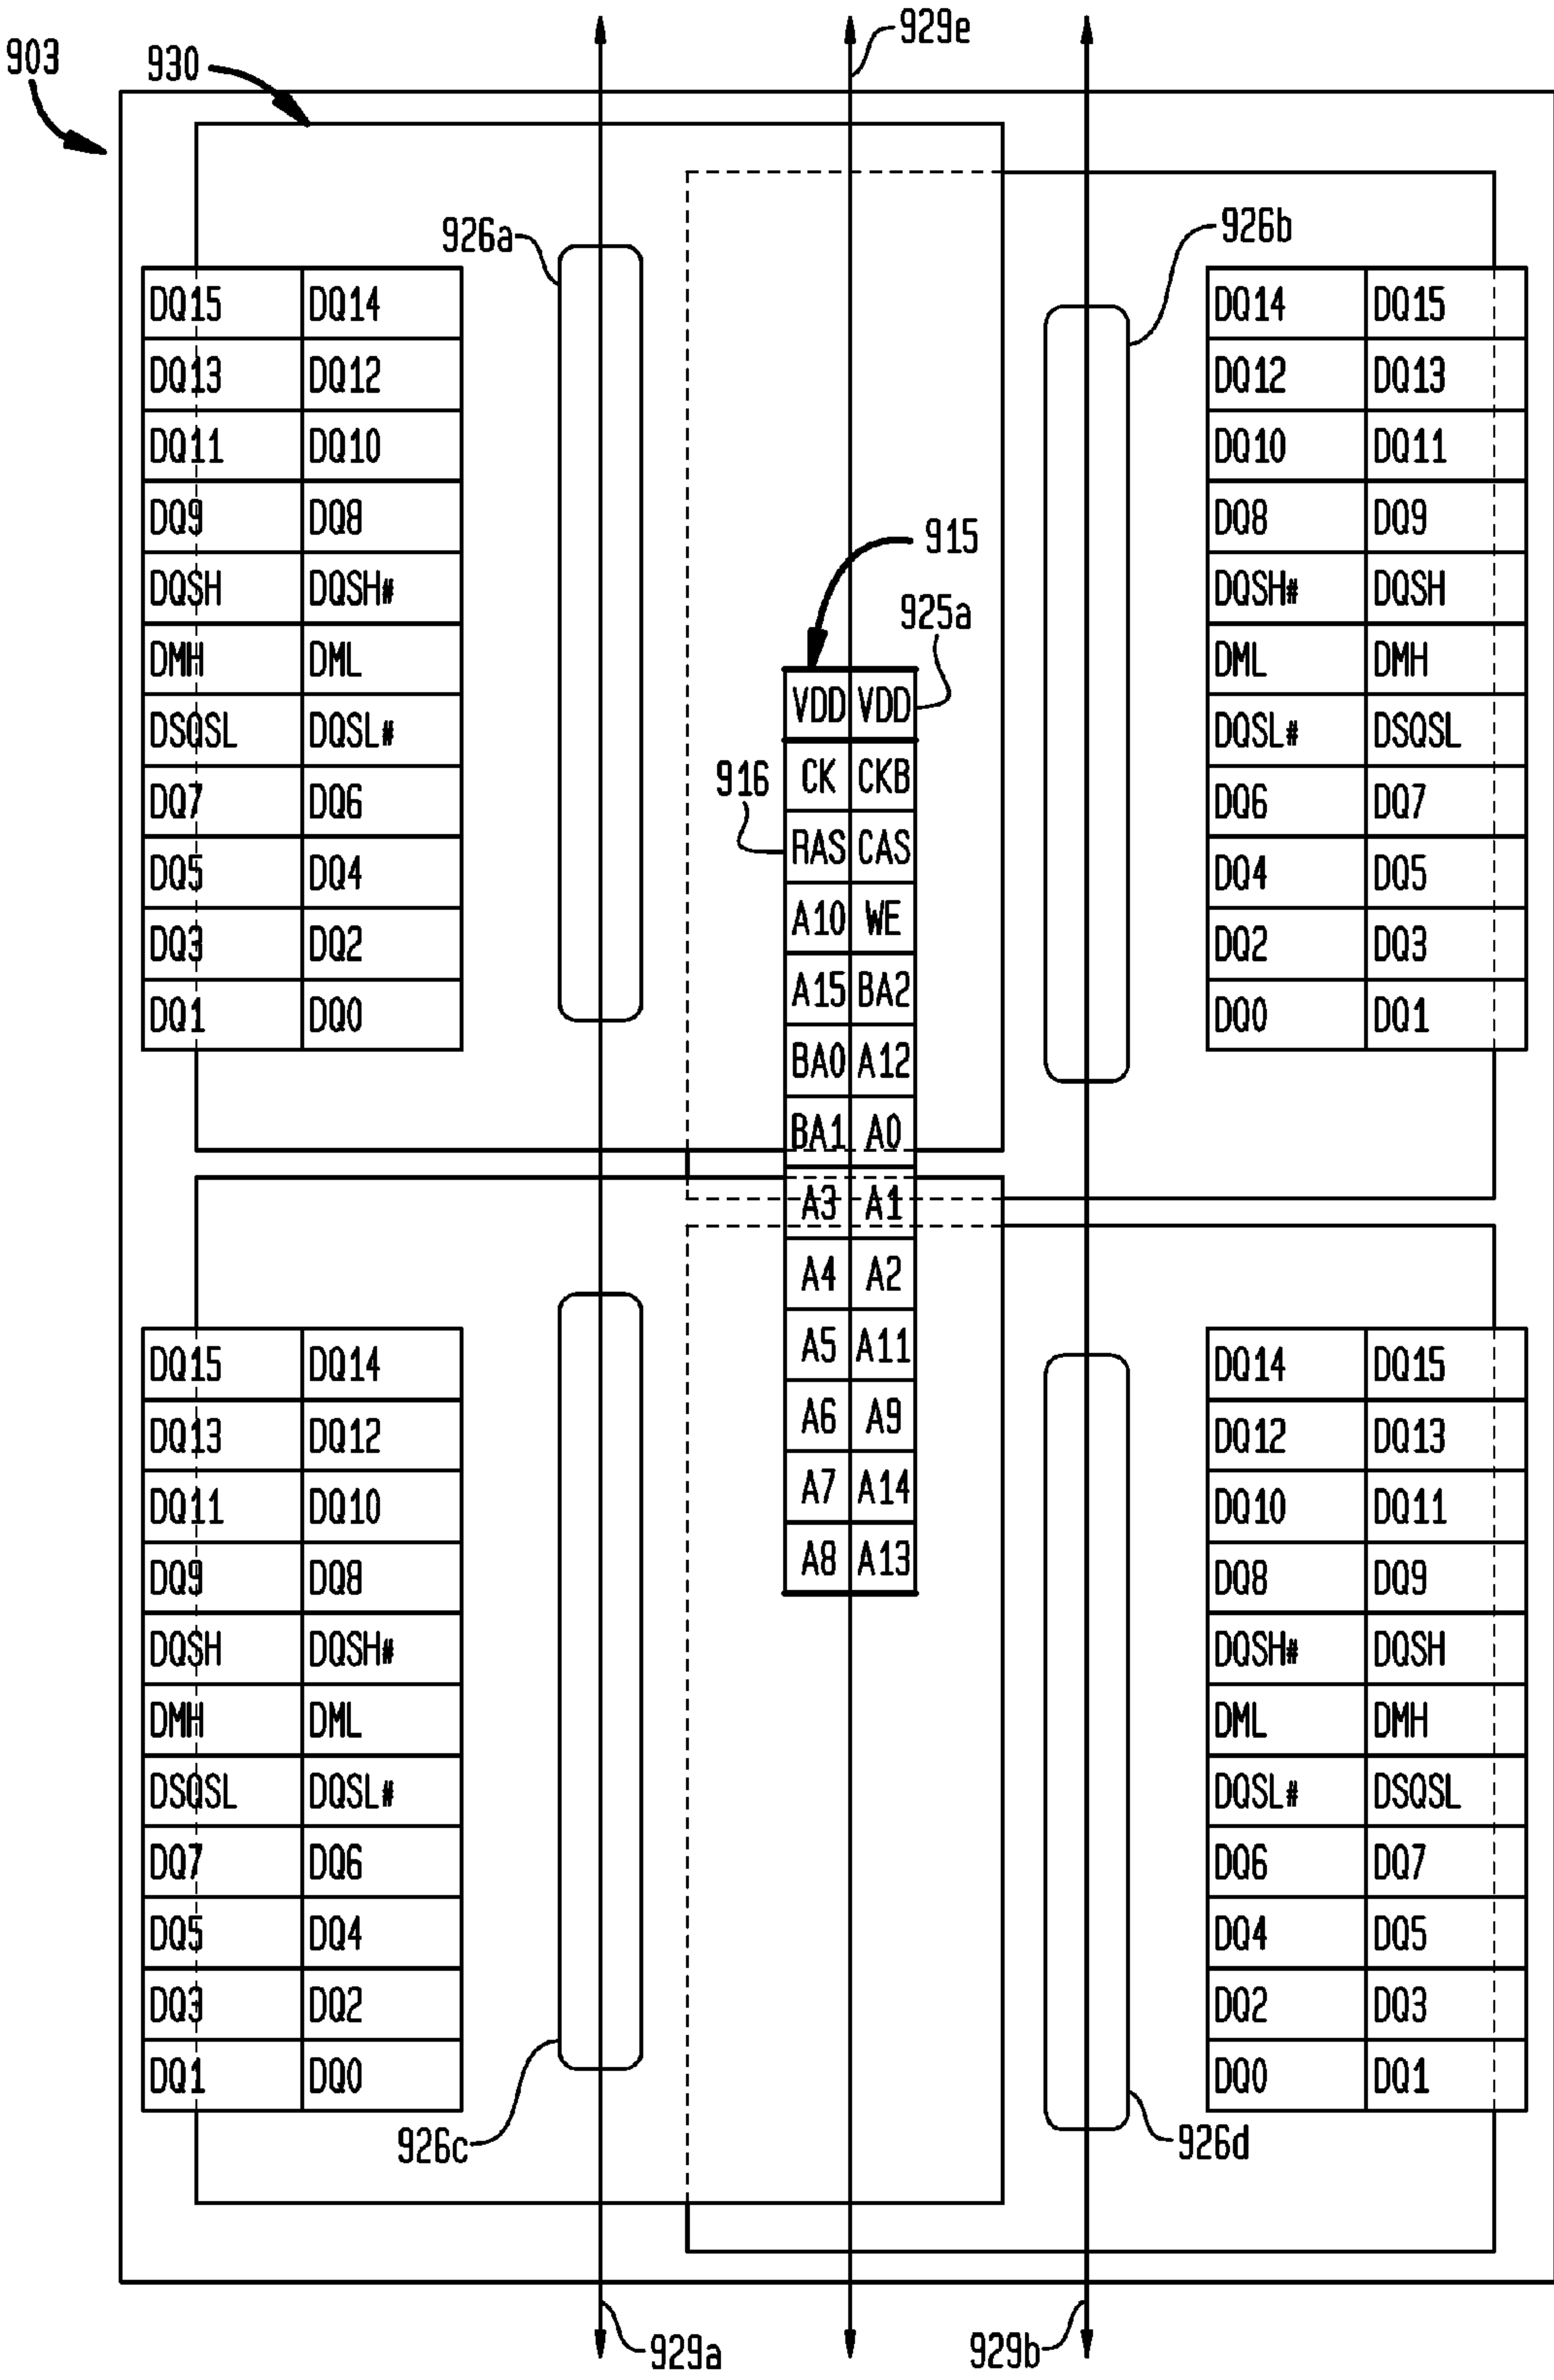 929e
903
930
926a
926b
DQ15 DQ14 DQ14 DQ15
DQ13 DQ12 DQ12 DQ13
DQ11 DQ10 DQ10 DQ11
DQ9 DQ8 DQ8 DQ9
915
DQSH DQSH# DQSH# DQSH
925a
DMH DML DML DMH
VDD VDD
DSQSL DQSL# DQSL# DSQSL
916
CK CKB
DQ7 DQ6 DQ6 DQ7
RAS CAS
DQ5 DQ4 DQ4 DQ5
A10 WE
DQ3 DQ2 DQ2 DQ3
A15 BA2
DQ1 DQ0 DQ0 DQ1
BA0 A12
BA1 A0
A3 A1
A4 A2
A5 A11
DQ15 DQ14 DQ14 DQ15
A6 A9
DQ13 DQ12 DQ12 DQ13
A7 A14
DQ11 DQ10 DQ10 DQ11
A8 A13
DQ9 DQ8 DQ8 DQ9
DQSH DQSH# DQSH# DQSH
DMH DML DML DMH
DSQSL DQSL# DQSL# DSQSL
DQ7 DQ6 DQ6 DQ7
DQ5 DQ4 DQ4 DQ5
DQ3 DQ2 DQ2 DQ3
DQ1 DQ0 DQ0 DQ1
926c
926d
929a
929b